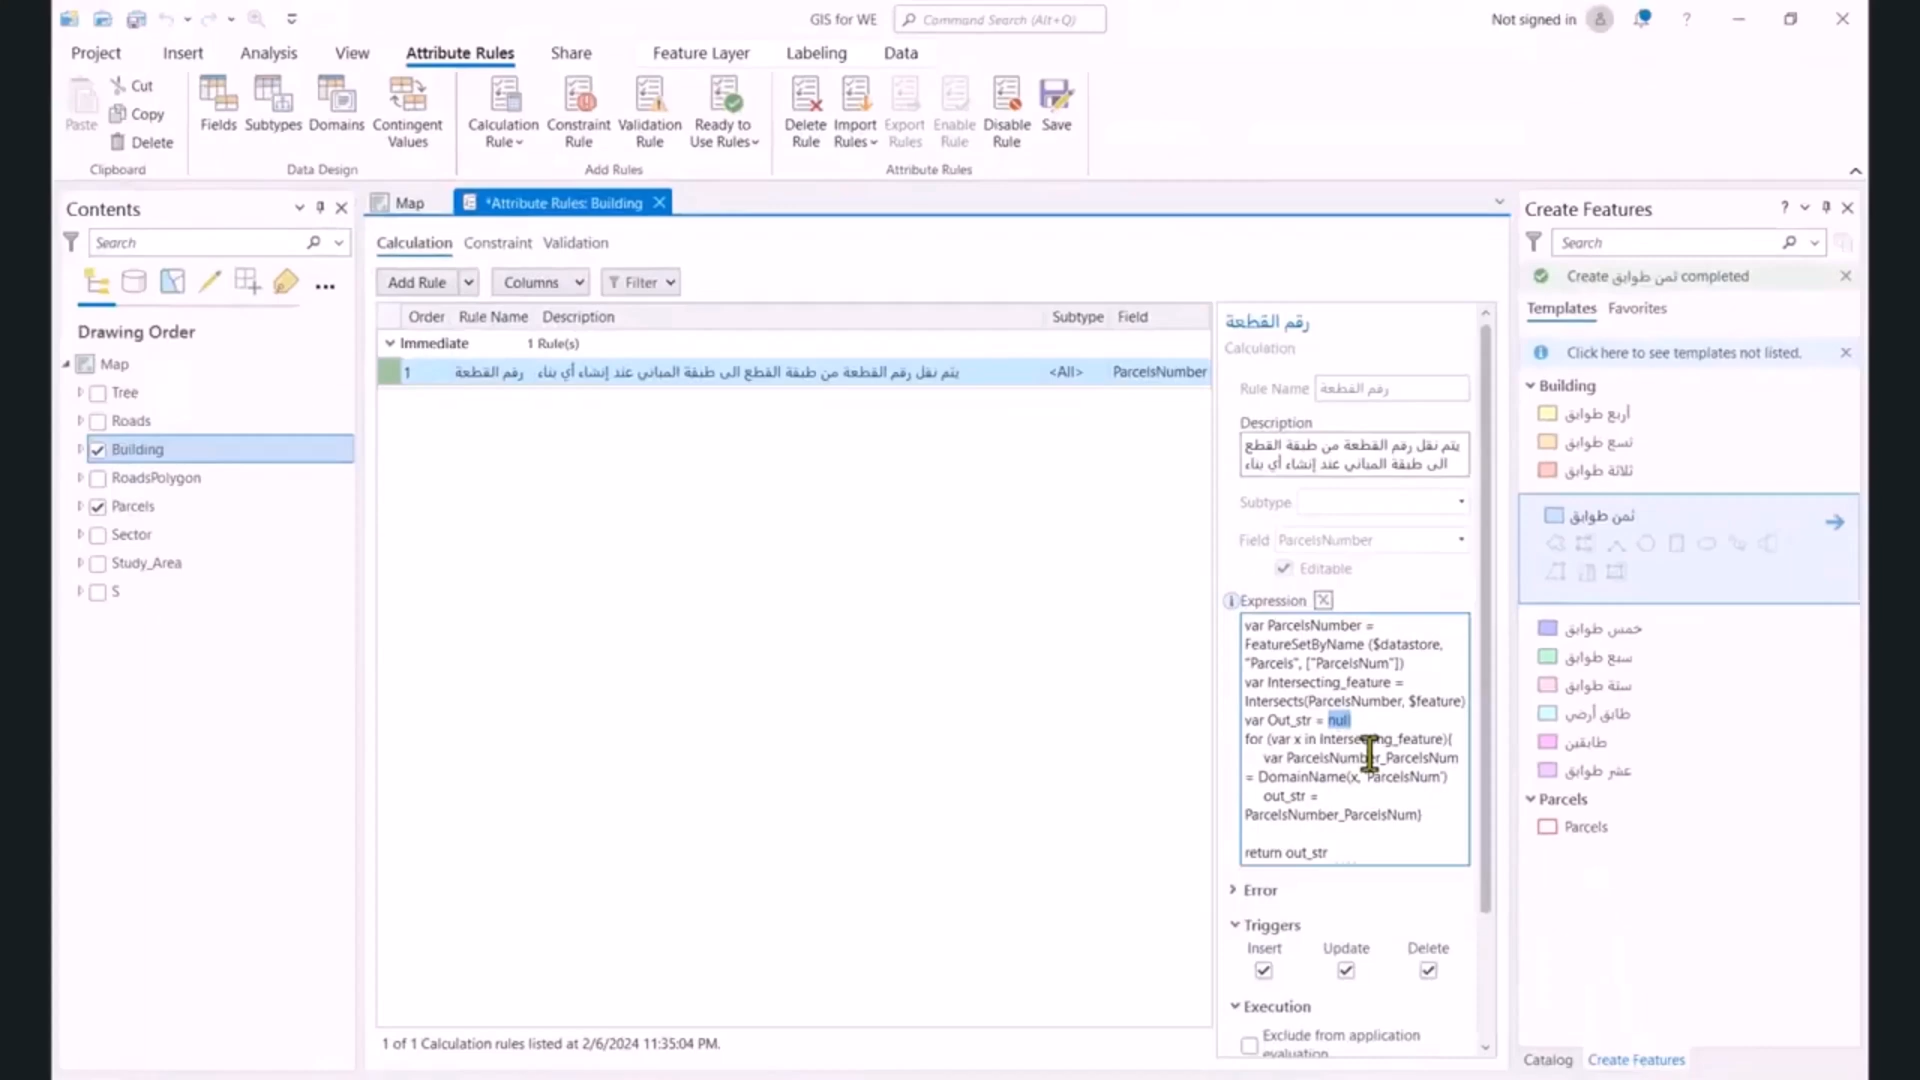 GIS for WE
Command Search (Alt+Q)
Not signed in
?
Project
Insert
Analysis
View
Attribute Rules
Share
Feature Layer
Labeling
Data
Paste
Cut
Copy
Delete
Clipboard
Fields
Subtypes
Domains
Contingent
Values
Data Design
Calculation
Rule
Constraint
Rule
Validation
Rule
Ready to
Use Rules
Add Rules
Delete
Rule
Import
Rules
Export
Rules
Enable
Rule
Disable
Rule
Save
Attribute Rules
Contents
Search
Drawing Order
Map
Tree
Roads
Building
RoadsPolygon
Parcels
Sector
Study_Area
S
Map
*Attribute Rules: Building
Calculation
Constraint
Validation
Add Rule
Columns
Filter
Order
Rule Name
Description
Subtype
Field
Immediate
1 Rule(s)
1
رقم القطعة
يتم نقل رقم القطعة من طبقة القطع الى طبقة المباني عند إنشاء أي بناء
<All>
ParcelsNumber
1 of 1 Calculation rules listed at 2/6/2024 11:35:04 PM.
رقم القطعة
Calculation
Rule Name
رقم القطعة
Description
يتم نقل رقم القطعة من طبقة القطع
الى طبقة المباني عند إنشاء أي بناء
Subtype
Field
ParcelsNumber
Editable
Expression
var ParcelsNumber =
FeatureSetByName ($datastore,
"Parcels", ["ParcelsNum"])
var Intersecting_feature =
Intersects(ParcelsNumber, $feature)
var Out_str = null
for (var x in Intersecting_feature){
var ParcelsNumber_ParcelsNum
= DomainName(x, 'ParcelsNum')
out_str =
ParcelsNumber_ParcelsNum}
return out_str
Error
Triggers
Insert
Update
Delete
Execution
Exclude from application
evaluation
Create Features
?
Search
Create ثمن طوابق completed
Templates
Favorites
Click here to see templates not listed.
Building
أربع طوابق
تسع طوابق
ثلاثة طوابق
ثمن طوابق
خمس طوابق
سبع طوابق
ستة طوابق
طابق أرضي
طابقين
عشر طوابق
Parcels
Parcels
Catalog
Create Features